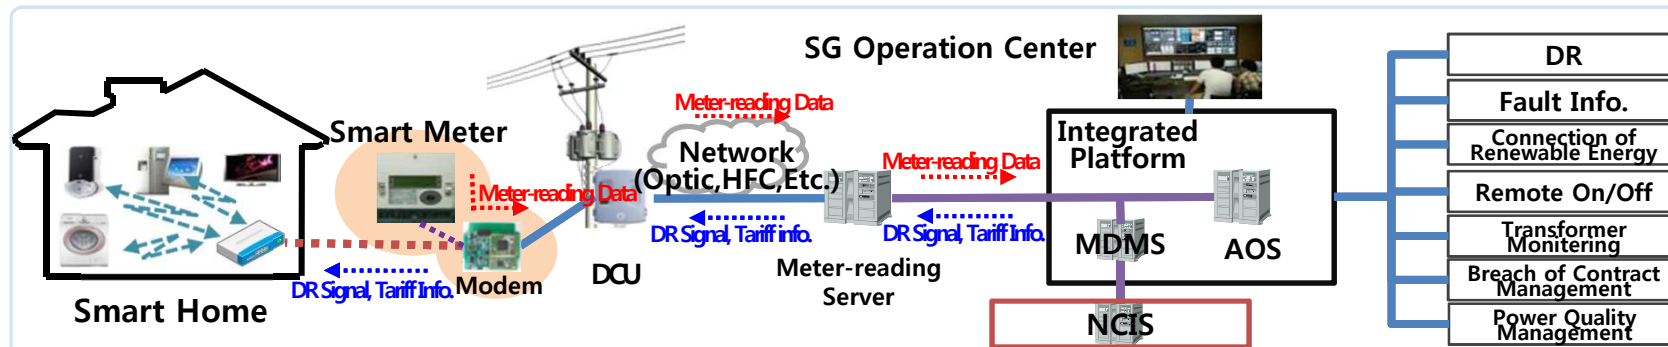 SG Operation Center
Meter-reading Data
Smart Meter
Network
(Optic,HFC,Etc.)
Meter-reading Data
Meter-reading Data
Integrated
Platform
DR Signal, Tariff info.
DR Signal, Tariff Info.
MDMS
AOS
Modem
DCU
Meter-reading
Server
DR Signal, Tariff Info.
Smart Home
NCIS
DR
Fault Info.
Connection of
Renewable Energy
Remote On/Off
Transformer
Monitering
Breach of Contract
Management
Power Quality
Management